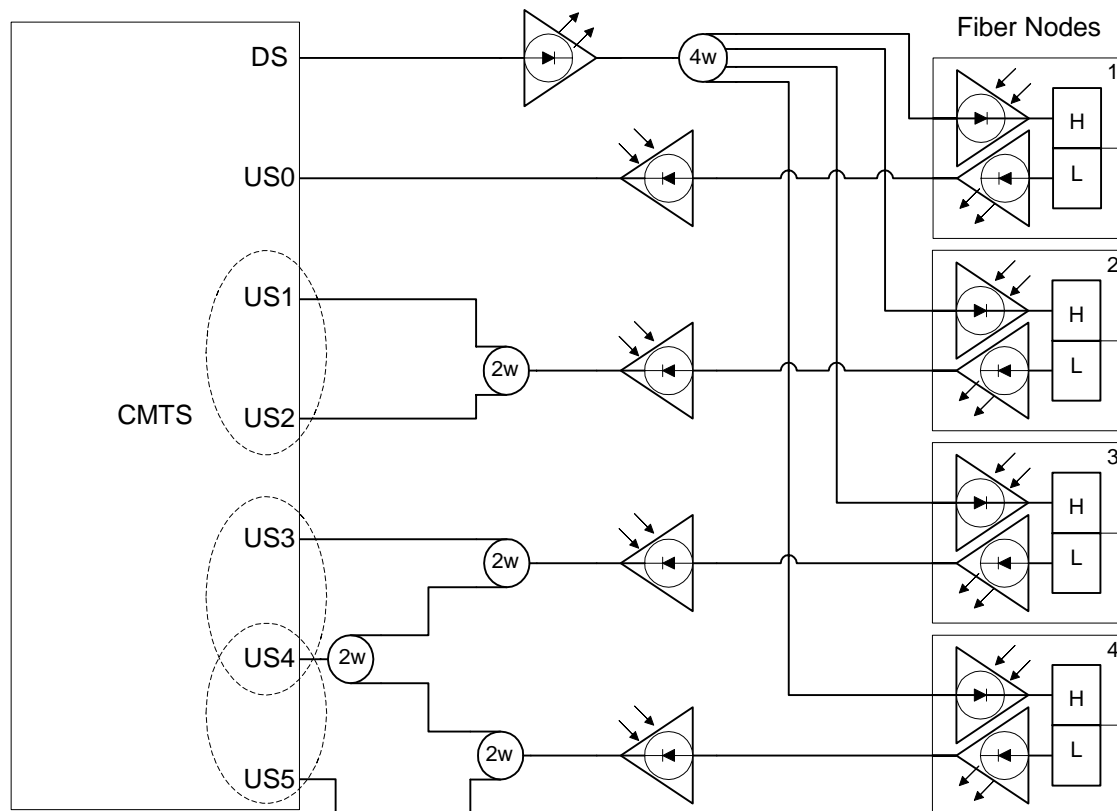 Fiber Nodes
DS
4w
1
H
L
US0
2
H
L
US1
2w
US2
CMTS
3
H
L
US3
2w
4
US4
2w
H
L
2w
US5